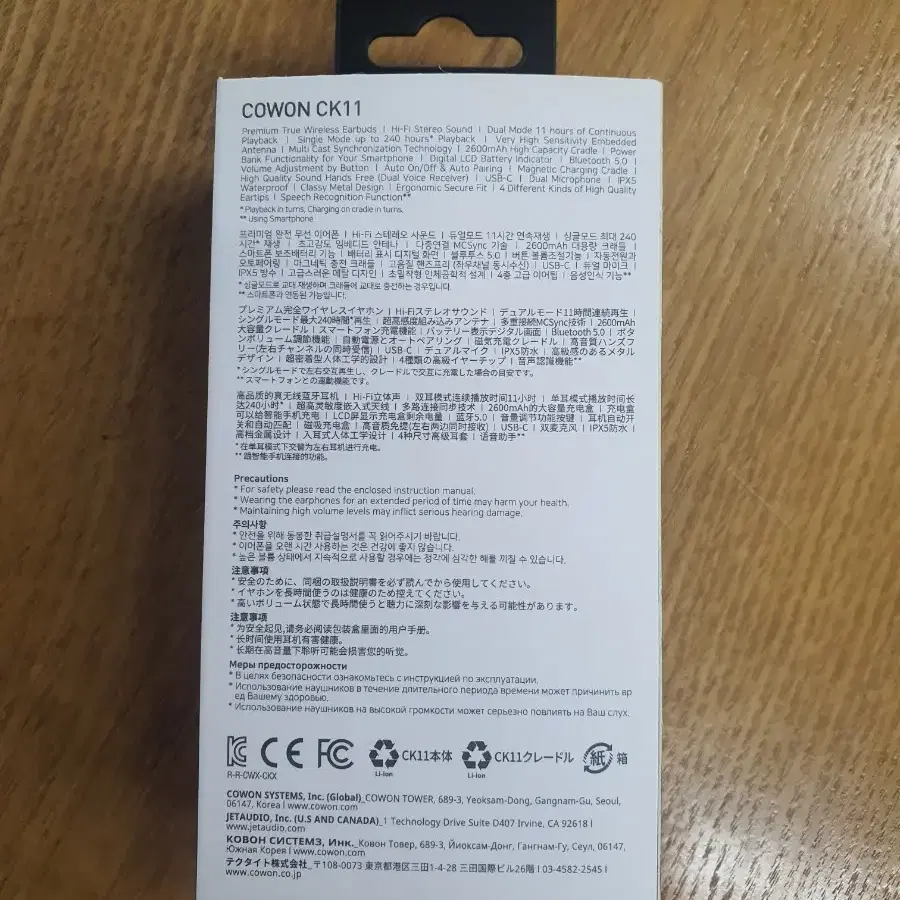 COWON CK11
Premium True Wireless Earbuds | Hi-Fi Stereo Sound | Dual Mode 11 hours of Continuous
Playback | Single Mode up to 240 hours* Playback | Very High Sensitivity Embedded
Antenna | Multi Cast Synchronization Technology | 2600mAh High Capacity Cradle | Power
Bank Functionality for Your Smartphone | Digital LCD Battery Indicator | Bluetooth 5.0 |
Volume Adjustment by Button | Auto On/Off & Auto Pairing | Magnetic Charging Cradle |
High Quality Sound Hands Free (Dual Voice Receiver) | USB-C | Dual Microphone | IPX5
Waterproof | Classy Metal Design | Ergonomic Secure Fit | 4 Different Kinds of High Quality
Eartips | Speech Recognition Function**
* Playback in turns, Charging on cradle in turns.
** Using Smartphone
프리미엄 완전 무선 이어폰 | Hi-Fi 스테레오 사운드 | 듀얼모드 11시간 연속재생 | 싱글모드 최대 240
시간* 재생 | 초고감도 임베디드 안테나 | 다중연결 MCSync 기술 | 2600mAh 대용량 크래들 |
스마트폰 보조배터리 기능 | 배터리 표시 디지털 화면 | 블루투스 5.0 | 버튼 볼륨조절기능 | 자동전원과
오토페어링 | 마그네틱 충전 크래들 | 고음질 핸즈프리 (좌우채널 동시수신) | USB-C | 듀얼 마이크 |
IPX5 방수 | 고급스러운 메탈 디자인 | 초밀착형 인체공학적 설계 | 4종 고급 이어팁 | 음성인식 기능**
* 싱글모드로 교대 재생하며 크래들에 교대로 충전하는 경우입니다.
** 스마트폰과 연동된 기능입니다.
プレミアム完全ワイヤレスイヤホン | Hi-Fiステレオサウンド | デュアルモード11時間連続再生 |
シングルモード最大240時間*再生 | 超高感度組み込みアンテナ | 多重接続MCSync技術 | 2600mAh
大容量クレードル | スマートフォン充電機能 | バッテリー表示デジタル画面 | Bluetooth 5.0 | ボタ
ンボリューム調節機能 | 自動電源とオートペアリング | 磁気充電クレードル | 高音質ハンズフ
リー(左右チャンネルの同時受信) | USB-C | デュアルマイク | IPX5防水 | 高級感のあるメタル
デザイン | 超密着型人体工学的設計 | 4種類の高級イヤーチップ | 音声認識機能**
* シングルモードで左右交互再生し、クレードルで交互に充電した場合の目安です。
** スマートフォンとの連動機能です。
高品质的真无线蓝牙耳机 | Hi-Fi立体声 | 双耳模式连续播放时间11小时 | 单耳模式播放时间长
达240小时* | 超高灵敏度嵌入式天线 | 多路连接同步技术 | 2600mAh的大容量充电盒 | 充电盒
可以给智能手机充电 | LCD屏显示充电盒剩余电量 | 蓝牙5.0 | 音量调节功能按键 | 耳机自动开
关和自动匹配 | 磁吸充电盒 | 高音质免提(左右两边同时接收) | USB-C | 双麦克风 | IPX5防水 |
高档金属设计 | 入耳式人体工学设计 | 4种尺寸高级耳套 | 语音助手**
* 在单耳模式下交替为左右耳机进行充电。
** 跟智能手机连接的功能。
Precautions
* For safety please read the enclosed instruction manual.
* Wearing the earphones for an extended period of time may harm your health.
* Maintaining high volume levels may inflict serious hearing damage.
주의사항
* 안전을 위해 동봉한 취급설명서를 꼭 읽어주시기 바랍니다.
* 이어폰을 오랜 시간 사용하는 것은 건강에 좋지 않습니다.
* 높은 볼륨 상태에서 지속적으로 사용할 경우에는 청각에 심각한 해를 끼칠 수 있습니다.
注意事項
* 安全のために、同梱の取扱説明書を必ず読んでから使用してください。
* イヤホンを長時間使うのは健康のため控えてください。
* 高いボリューム状態で長時間使うと聴力に深刻な影響を与える可能性があります。
注意事项
* 为安全起见,请务必阅读包装盒里面的用户手册。
* 长时间使用耳机有害健康。
* 长期在高音量下聆听可能会损害您的听觉。
Меры предосторожности
* В целях безопасности ознакомьтесь с инструкцией по эксплуатации.
* Использование наушников в течение длительного периода времени может причинить вр
ед Вашему здоровью.
* Использование наушников на высокой громкости может серьезно повлиять на Ваш слух.
KC CE FC CK11本体 CK11クレードル 紙 箱
R-R-CWX-CKX Li-ion Li-ion
COWON SYSTEMS, Inc. (Global)_COWON TOWER, 689-3, Yeoksam-Dong, Gangnam-Gu, Seoul,
06147, Korea | www.cowon.com
JETAUDIO, Inc. (U.S AND CANADA)_1 Technology Drive Suite D407 Irvine, CA 92618 |
www.jetaudio.com
КОВОН СИСТЕМЗ, Инк._Ковон Товер, 689-3, Йиоксам-Донг, Гангнам-Гу, Сеул, 06147,
Южная Корея | www.cowon.com
テクタイト株式会社_〒108-0073 東京都港区三田1-4-28 三田国際ビル26階 | 03-4582-2545 |
www.cowon.co.jp